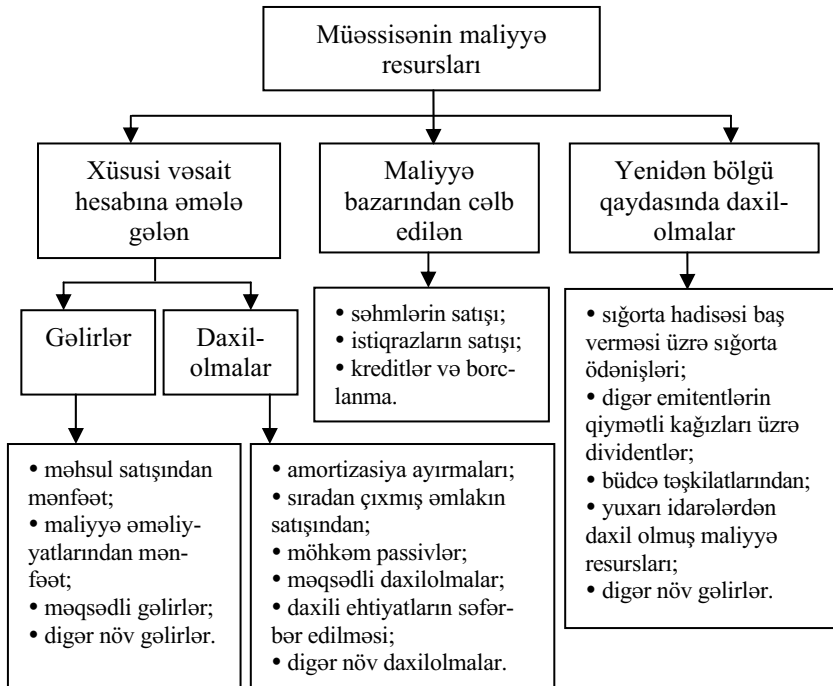 Müəssisənin maliyyə
resursları
Xüsusi vəsait
hesabına əmələ
gələn
Maliyyə
bazarından cəlb
edilən
Yenidən bölgü
qaydasında daxil-
olmalar
Gəlirlər
Daxil-
olmalar
• səhmlərin satışı;
• istiqrazların satışı;
• kreditlər və borc-
lanma.
• sığorta hadisəsi baş
verməsi üzrə sığorta
ödənişləri;
• digər emitentlərin
qiymətli kağızları üzrə
dividentlər;
• büdcə təşkilatlarından;
• yuxarı idarələrdən
daxil olmuş maliyyə
resursları;
• digər növ gəlirlər.
• məhsul satışından
mənfəət;
• maliyyə əməliy-
yatlarından mən-
fəət;
• məqsədli gəlirlər;
• digər növ gəlirlər.
• amortizasiya ayırmaları;
• sıradan çıxmış əmlakın
satışından;
• möhkəm passivlər;
• məqsədli daxilolmalar;
• daxili ehtiyatların səfər-
bər edilməsi;
• digər növ daxilolmalar.